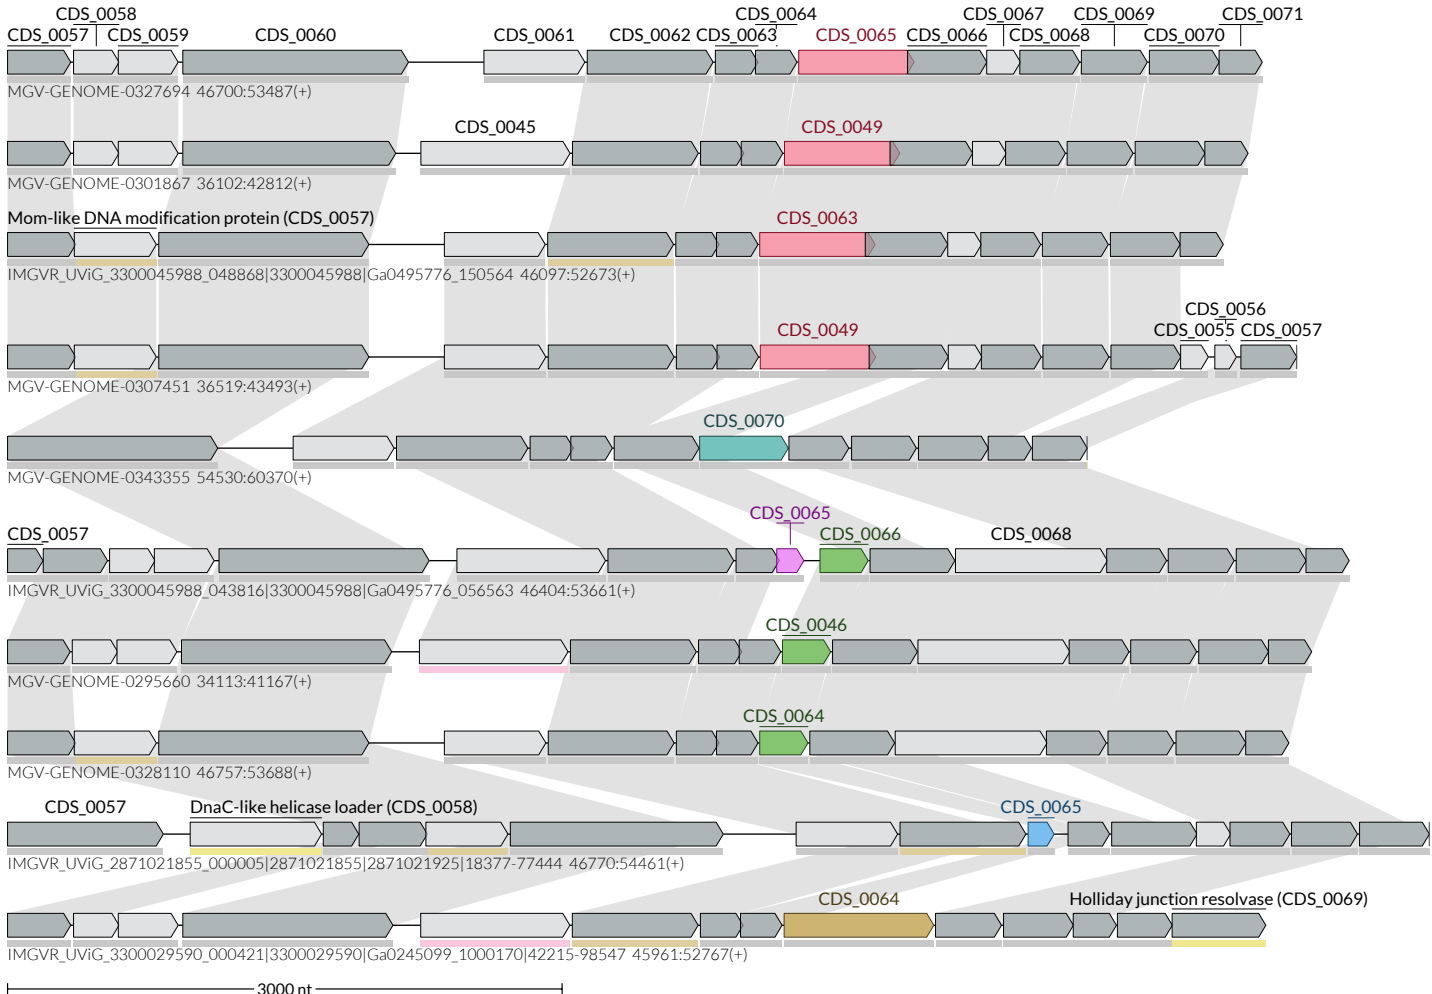 CDS_0058 CDS_0064 CDS_0067 CDS_0069 CDS_0071
CDS_0057 CDS_0059 CDS_0060 CDS_0061 CDS_0062 CDS_0063 CDS_0065 CDS_0066 CDS_0068 CDS_0070
MGV-GENOME-0327694 46700:53487(+)
CDS_0045 CDS_0049
MGV-GENOME-0301867 36102:42812(+)
Mom-like DNA modification protein (CDS_0057) CDS_0063
IMGVR_UViG_3300045988_048868|3300045988|Ga0495776_150564 46097:52673(+)
CDS_0056
CDS_0049 CDS_0055 CDS_0057
MGV-GENOME-0307451 36519:43493(+)
CDS_0070
MGV-GENOME-0343355 54530:60370(+)
CDS_0065
CDS_0057 CDS_0066 CDS_0068
IMGVR_UViG_3300045988_043816|3300045988|Ga0495776_056563 46404:53661(+)
CDS_0046
MGV-GENOME-0295660 34113:41167(+)
CDS_0064
MGV-GENOME-0328110 46757:53688(+)
CDS_0057 DnaC-like helicase loader (CDS_0058) CDS_0065
IMGVR_UViG_2871021855_000005|2871021855|2871021925|18377-77444 46770:54461(+)
CDS_0064 Holliday junction resolvase (CDS_0069)
IMGVR_UViG_3300029590_000421|3300029590|Ga0245099_1000170|42215-98547 45961:52767(+)
3000 nt